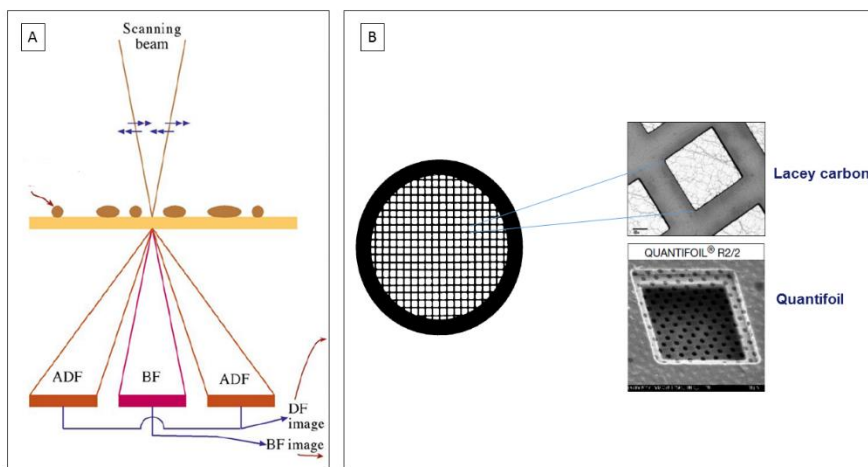 A
Scanning
beam
ADF
BF
ADF
DF
image
BF image
B
Lacey carbon
QUANTIFOIL® R2/2
Quantifoil